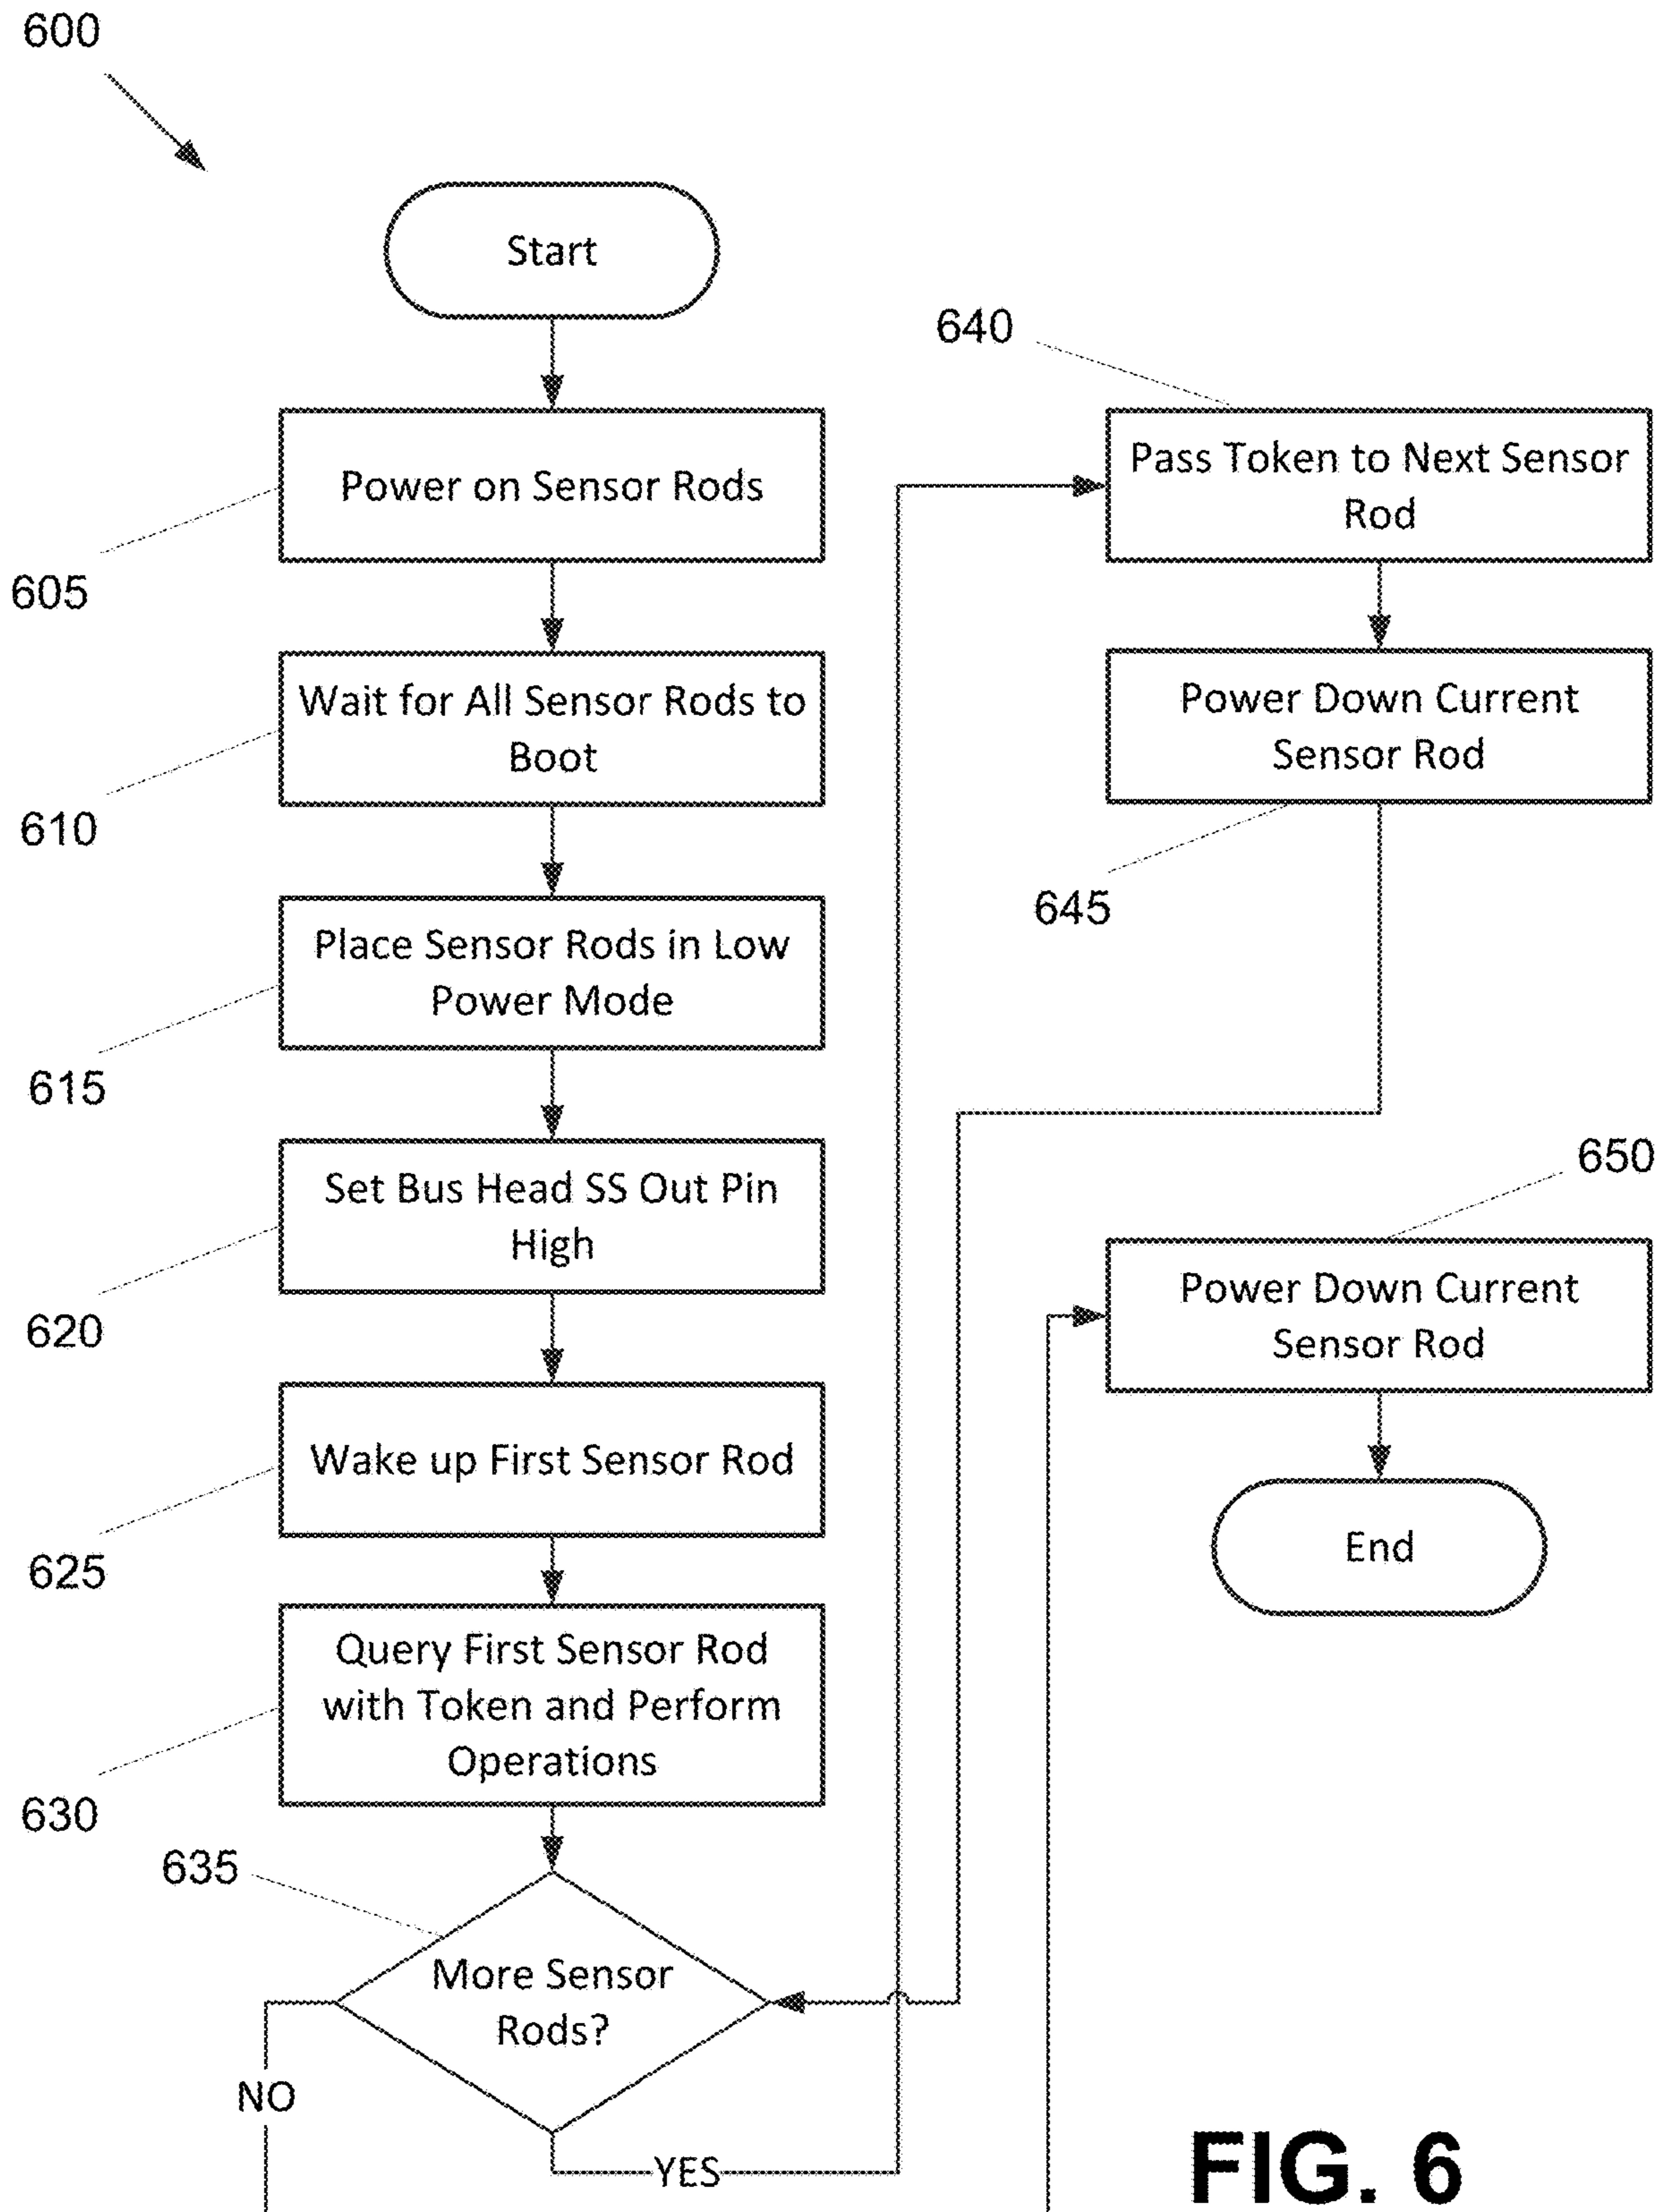 600
Start
Power on Sensor Rods
605
Wait for All Sensor Rods to
Boot
610
Place Sensor Rods in Low
Power Mode
615
Set Bus Head SS Out Pin
High
620
Wake up First Sensor Rod
625
Query First Sensor Rod
with Token and Perform
Operations
630
635
More Sensor
Rods?
NO
YES
640
Pass Token to Next Sensor
Rod
Power Down Current
Sensor Rod
645
650
Power Down Current
Sensor Rod
End
FIG. 6